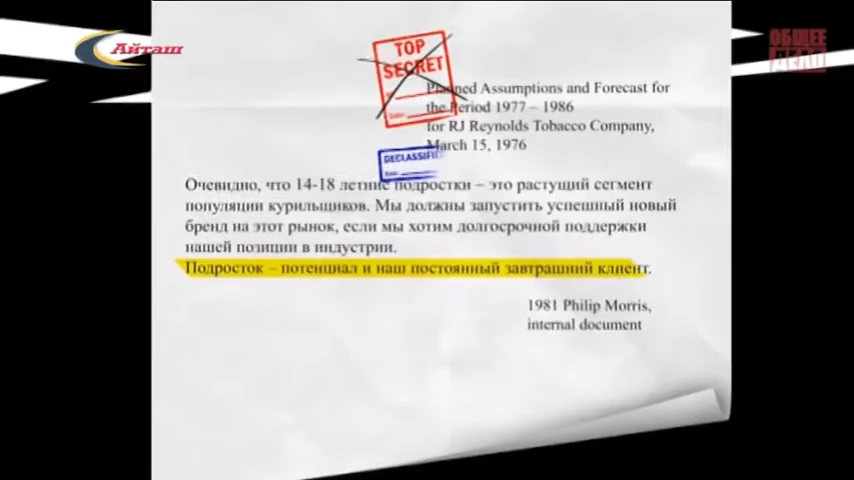 Айташ
ОБЩЕЕ
ДЕЛО
TOP
SECRET
Date:
Planned Assumptions and Forecast for
the Period 1977 – 1986
for RJ Reynolds Tobacco Company,
March 15, 1976
DECLASSIFIED
Date:
Очевидно, что 14-18 летние подростки – это растущий сегмент
популяции курильщиков. Мы должны запустить успешный новый
бренд на этот рынок, если мы хотим долгосрочной поддержки
нашей позиции в индустрии.
Подросток – потенциал и наш постоянный завтрашний клиент.
1981 Philip Morris,
internal document